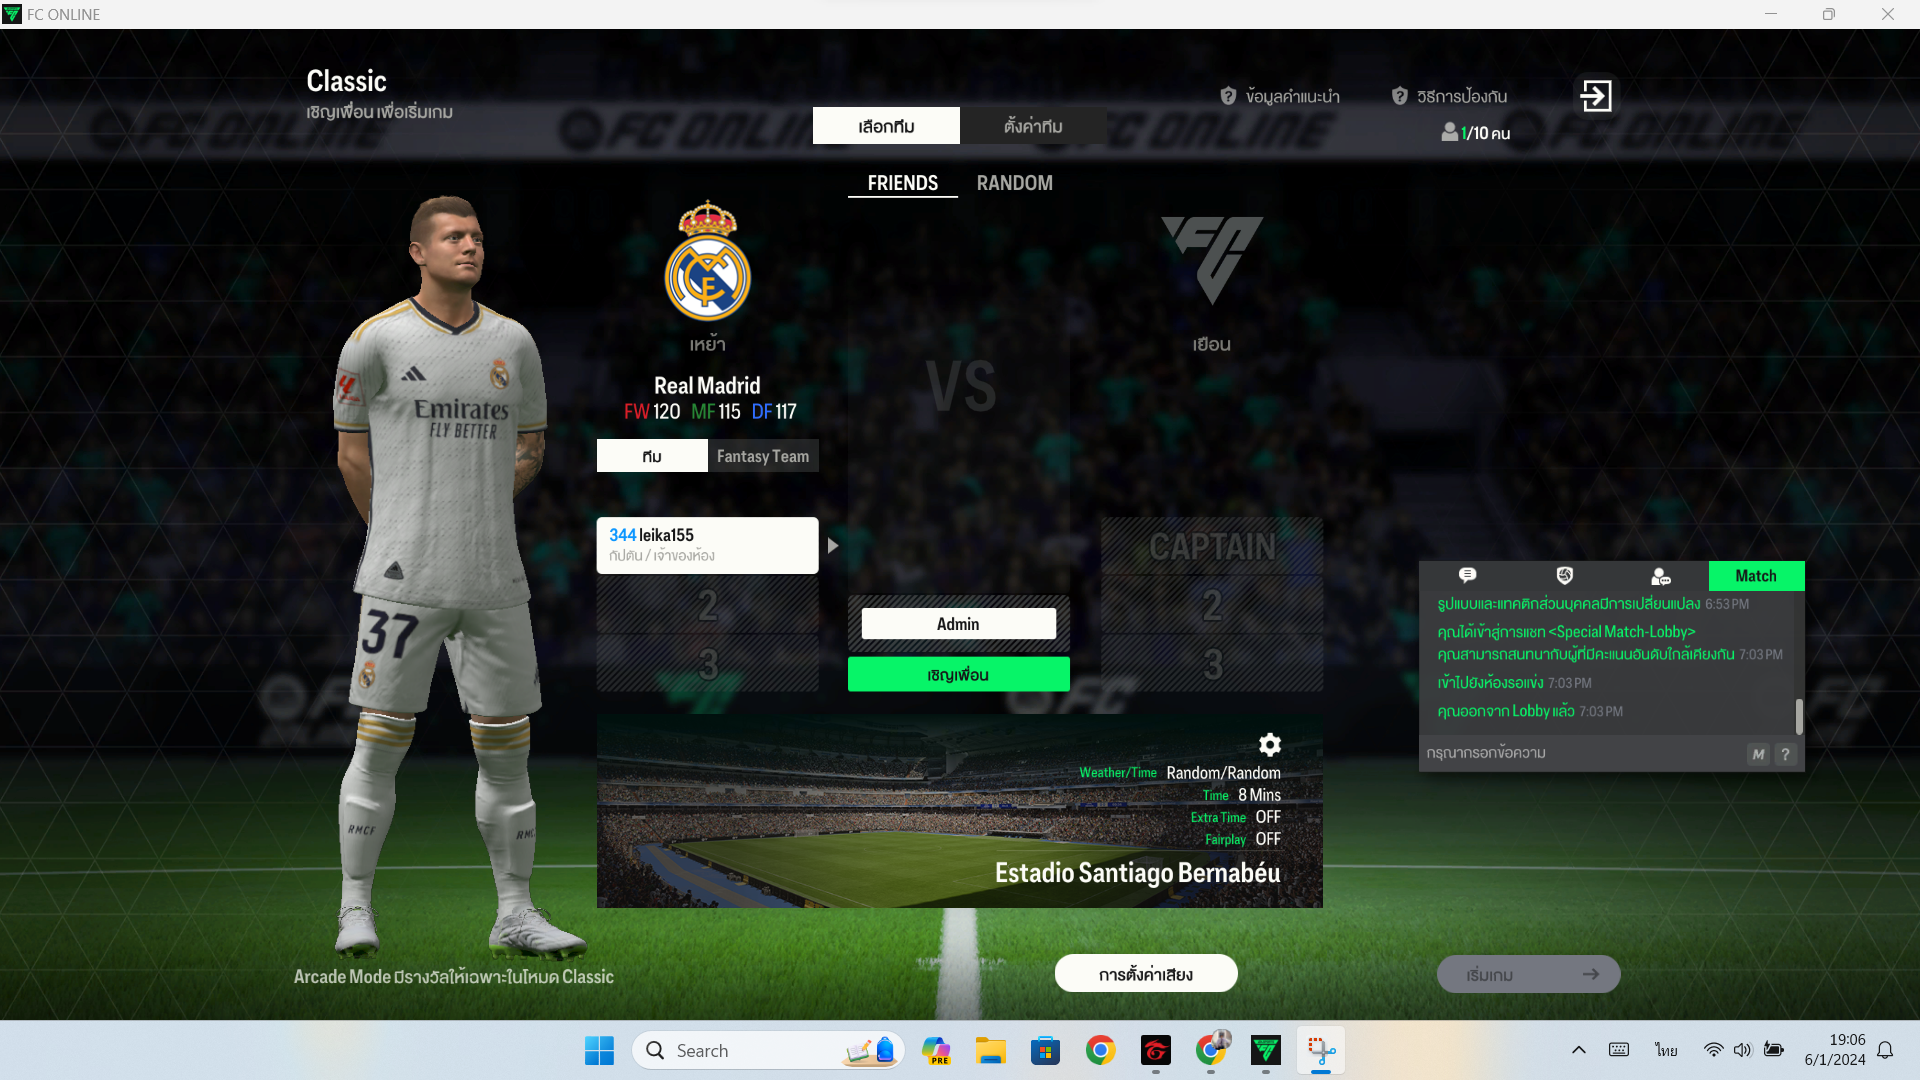 FC ONLINE
Classic
เชิญเพื่อน เพื่อเริ่มเกม
เลือกทีม
ตั้งค่าทีม
ข้อมูลคำแนะนำ
วิธีการป้องกัน
1/10 คน
FC ONLINE
FC ONLINE
FRIENDS
RANDOM
เหย้า
Real Madrid
FW 120 MF 115 DF 117
ทีม
Fantasy Team
VS
เยือน
Emirates
FLY BETTER
37
RMCF
344 leika155
กัปตัน / เจ้าของห้อง
2
3
Admin
เชิญเพื่อน
CAPTAIN
2
3
Match
รูปแบบและแทคติกส่วนบุคคลมีการเปลี่ยนแปลง 6:53 PM
คุณได้เข้าสู่การแชท <Special Match-Lobby>
คุณสามารถสนทนากับผู้ที่มีคะแนนอันดับใกล้เคียงกัน 7:03 PM
เข้าไปยังห้องรอแข่ง 7:03 PM
คุณออกจาก Lobby แล้ว 7:03 PM
กรุณากรอกข้อความ
M ?
Weather/Time Random/Random
Time 8 Mins
Extra Time OFF
Fairplay OFF
Estadio Santiago Bernabéu
Arcade Mode มีรางวัลให้เฉพาะในโหมด Classic
การตั้งค่าเสียง
เริ่มเกม
Search
PRE
ไทย
19:06
6/1/2024